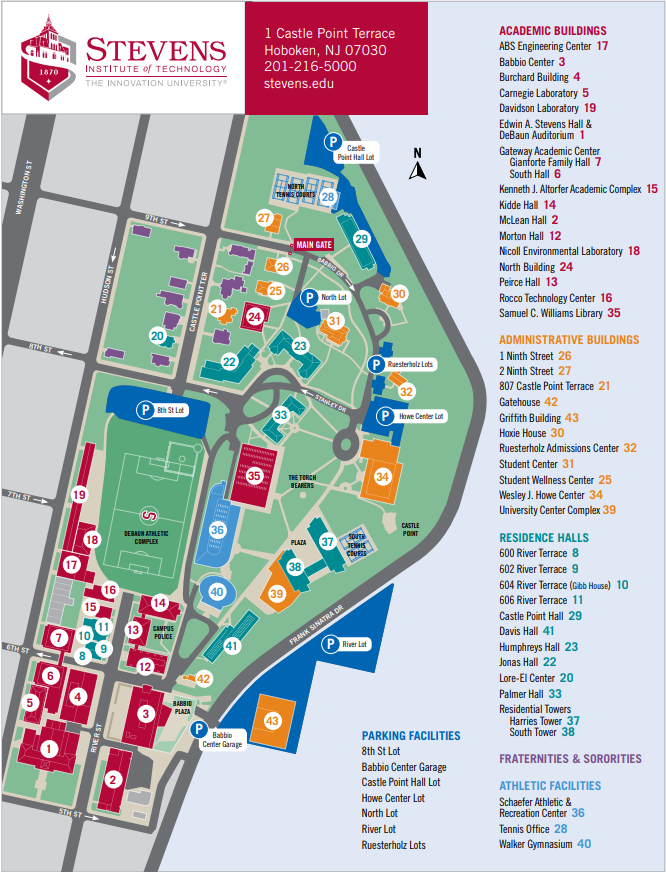 STEVENS
INSTITUTE of TECHNOLOGY
THE INNOVATION UNIVERSITY®
1870
1 Castle Point Terrace
Hoboken, NJ 07030
201-216-5000
stevens.edu
N
WASHINGTON ST
HUDSON ST
CASTLE POINT TER
9TH ST
8TH ST
7TH ST
6TH ST
5TH ST
RIVER ST
BABBIO DR
STANLEY DR
FRANK SINATRA DR
MAIN GATE
P
Castle
Point Hall Lot
NORTH
TENNIS COURTS
28
27
29
26
25
30
P
North Lot
21
24
31
20
22
23
P
Ruesterholz Lots
32
P
8th St Lot
33
P
Howe Center Lot
35
34
THE TORCH
BEARERS
19
S
DEBAUN ATHLETIC
COMPLEX
36
CASTLE
POINT
18
PLAZA
37
SOUTH
TENNIS
COURTS
17
38
16
40
39
15
14
11
10
13
CAMPUS
POLICE
7
9
8
12
41
P
River Lot
6
42
4
5
3
BABBIO
PLAZA
43
P
Babbio
Center Garage
1
2
PARKING FACILITIES
8th St Lot
Babbio Center Garage
Castle Point Hall Lot
Howe Center Lot
North Lot
River Lot
Ruesterholz Lots
ACADEMIC BUILDINGS
ABS Engineering Center 17
Babbio Center 3
Burchard Building 4
Carnegie Laboratory 5
Davidson Laboratory 19
Edwin A. Stevens Hall &
DeBaun Auditorium 1
Gateway Academic Center
Gianforte Family Hall 7
South Hall 6
Kenneth J. Altorfer Academic Complex 15
Kidde Hall 14
McLean Hall 2
Morton Hall 12
Nicoll Environmental Laboratory 18
North Building 24
Peirce Hall 13
Rocco Technology Center 16
Samuel C. Williams Library 35
ADMINISTRATIVE BUILDINGS
1 Ninth Street 26
2 Ninth Street 27
807 Castle Point Terrace 21
Gatehouse 42
Griffith Building 43
Hoxie House 30
Ruesterholz Admissions Center 32
Student Center 31
Student Wellness Center 25
Wesley J. Howe Center 34
University Center Complex 39
RESIDENCE HALLS
600 River Terrace 8
602 River Terrace 9
604 River Terrace (Gibb House) 10
606 River Terrace 11
Castle Point Hall 29
Davis Hall 41
Humphreys Hall 23
Jonas Hall 22
Lore-El Center 20
Palmer Hall 33
Residential Towers
Harries Tower 37
South Tower 38
FRATERNITIES & SORORITIES
ATHLETIC FACILITIES
Schaefer Athletic &
Recreation Center 36
Tennis Office 28
Walker Gymnasium 40